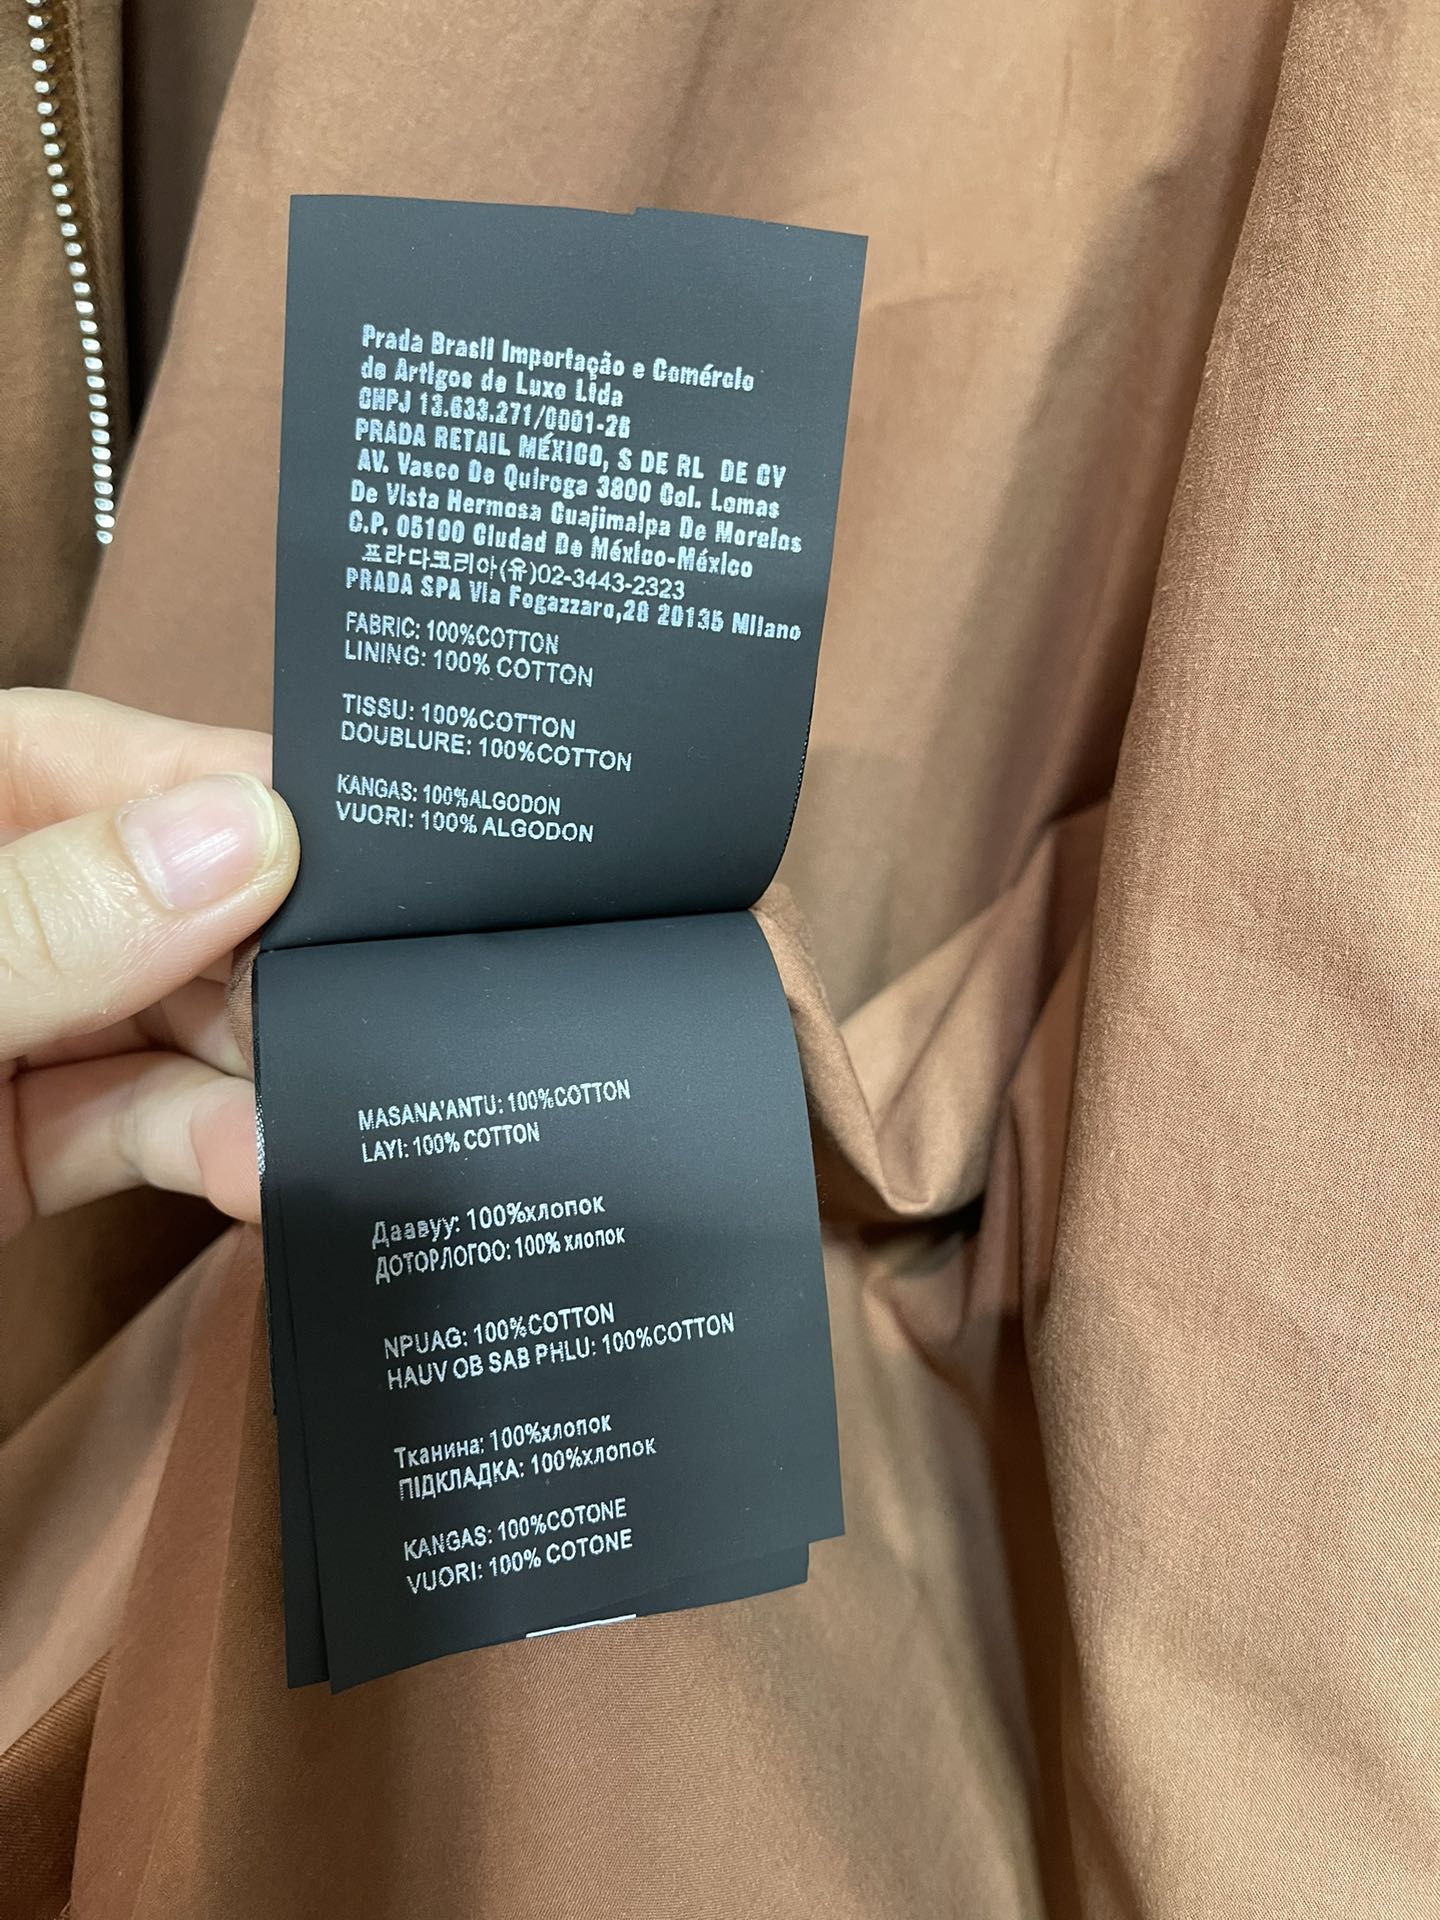 Prada Brasil Importação e Comércio
de Artigos de Luxo Ltda
CNPJ 13.633.271/0001-28
PRADA RETAIL MÉXICO, S DE RL DE CV
AV. Vasco De Quiroga 3800 Col. Lomas
De Vista Hermosa Cuajimalpa De Morelos
C.P. 05100 Ciudad De México-México
프라다코리아(유)02-3443-2323
PRADA SPA Via Fogazzaro,28 20135 Milano
FABRIC: 100%COTTON
LINING: 100% COTTON
TISSU: 100%COTTON
DOUBLURE: 100%COTTON
KANGAS: 100%ALGODON
VUORI: 100% ALGODON
MASANA'ANTU: 100%COTTON
LAYI: 100% COTTON
Даавуу: 100%хлопок
ДОТОРЛОГОО: 100% хлопок
NPUAG: 100%COTTON
HAUV OB SAB PHLU: 100%COTTON
Тканина: 100%хлопок
ПІДКЛАДКА: 100%хлопок
KANGAS: 100%COTONE
VUORI: 100% COTONE